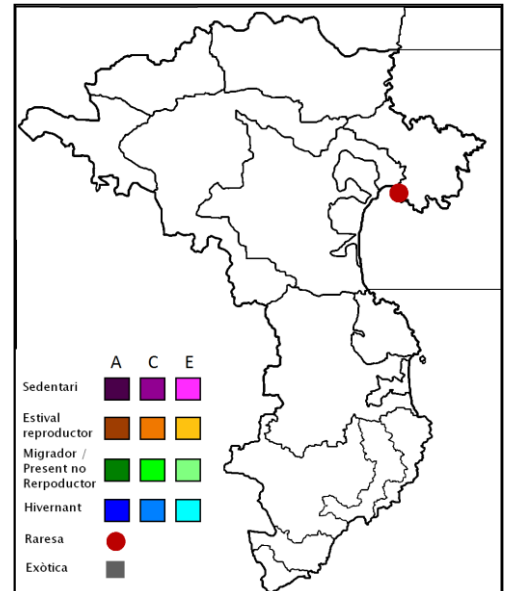 A C E
Sedentari
Estival
reproductor
Migrador /
Present no
Rerpoductor
Hivernant
Raresa
Exòtica